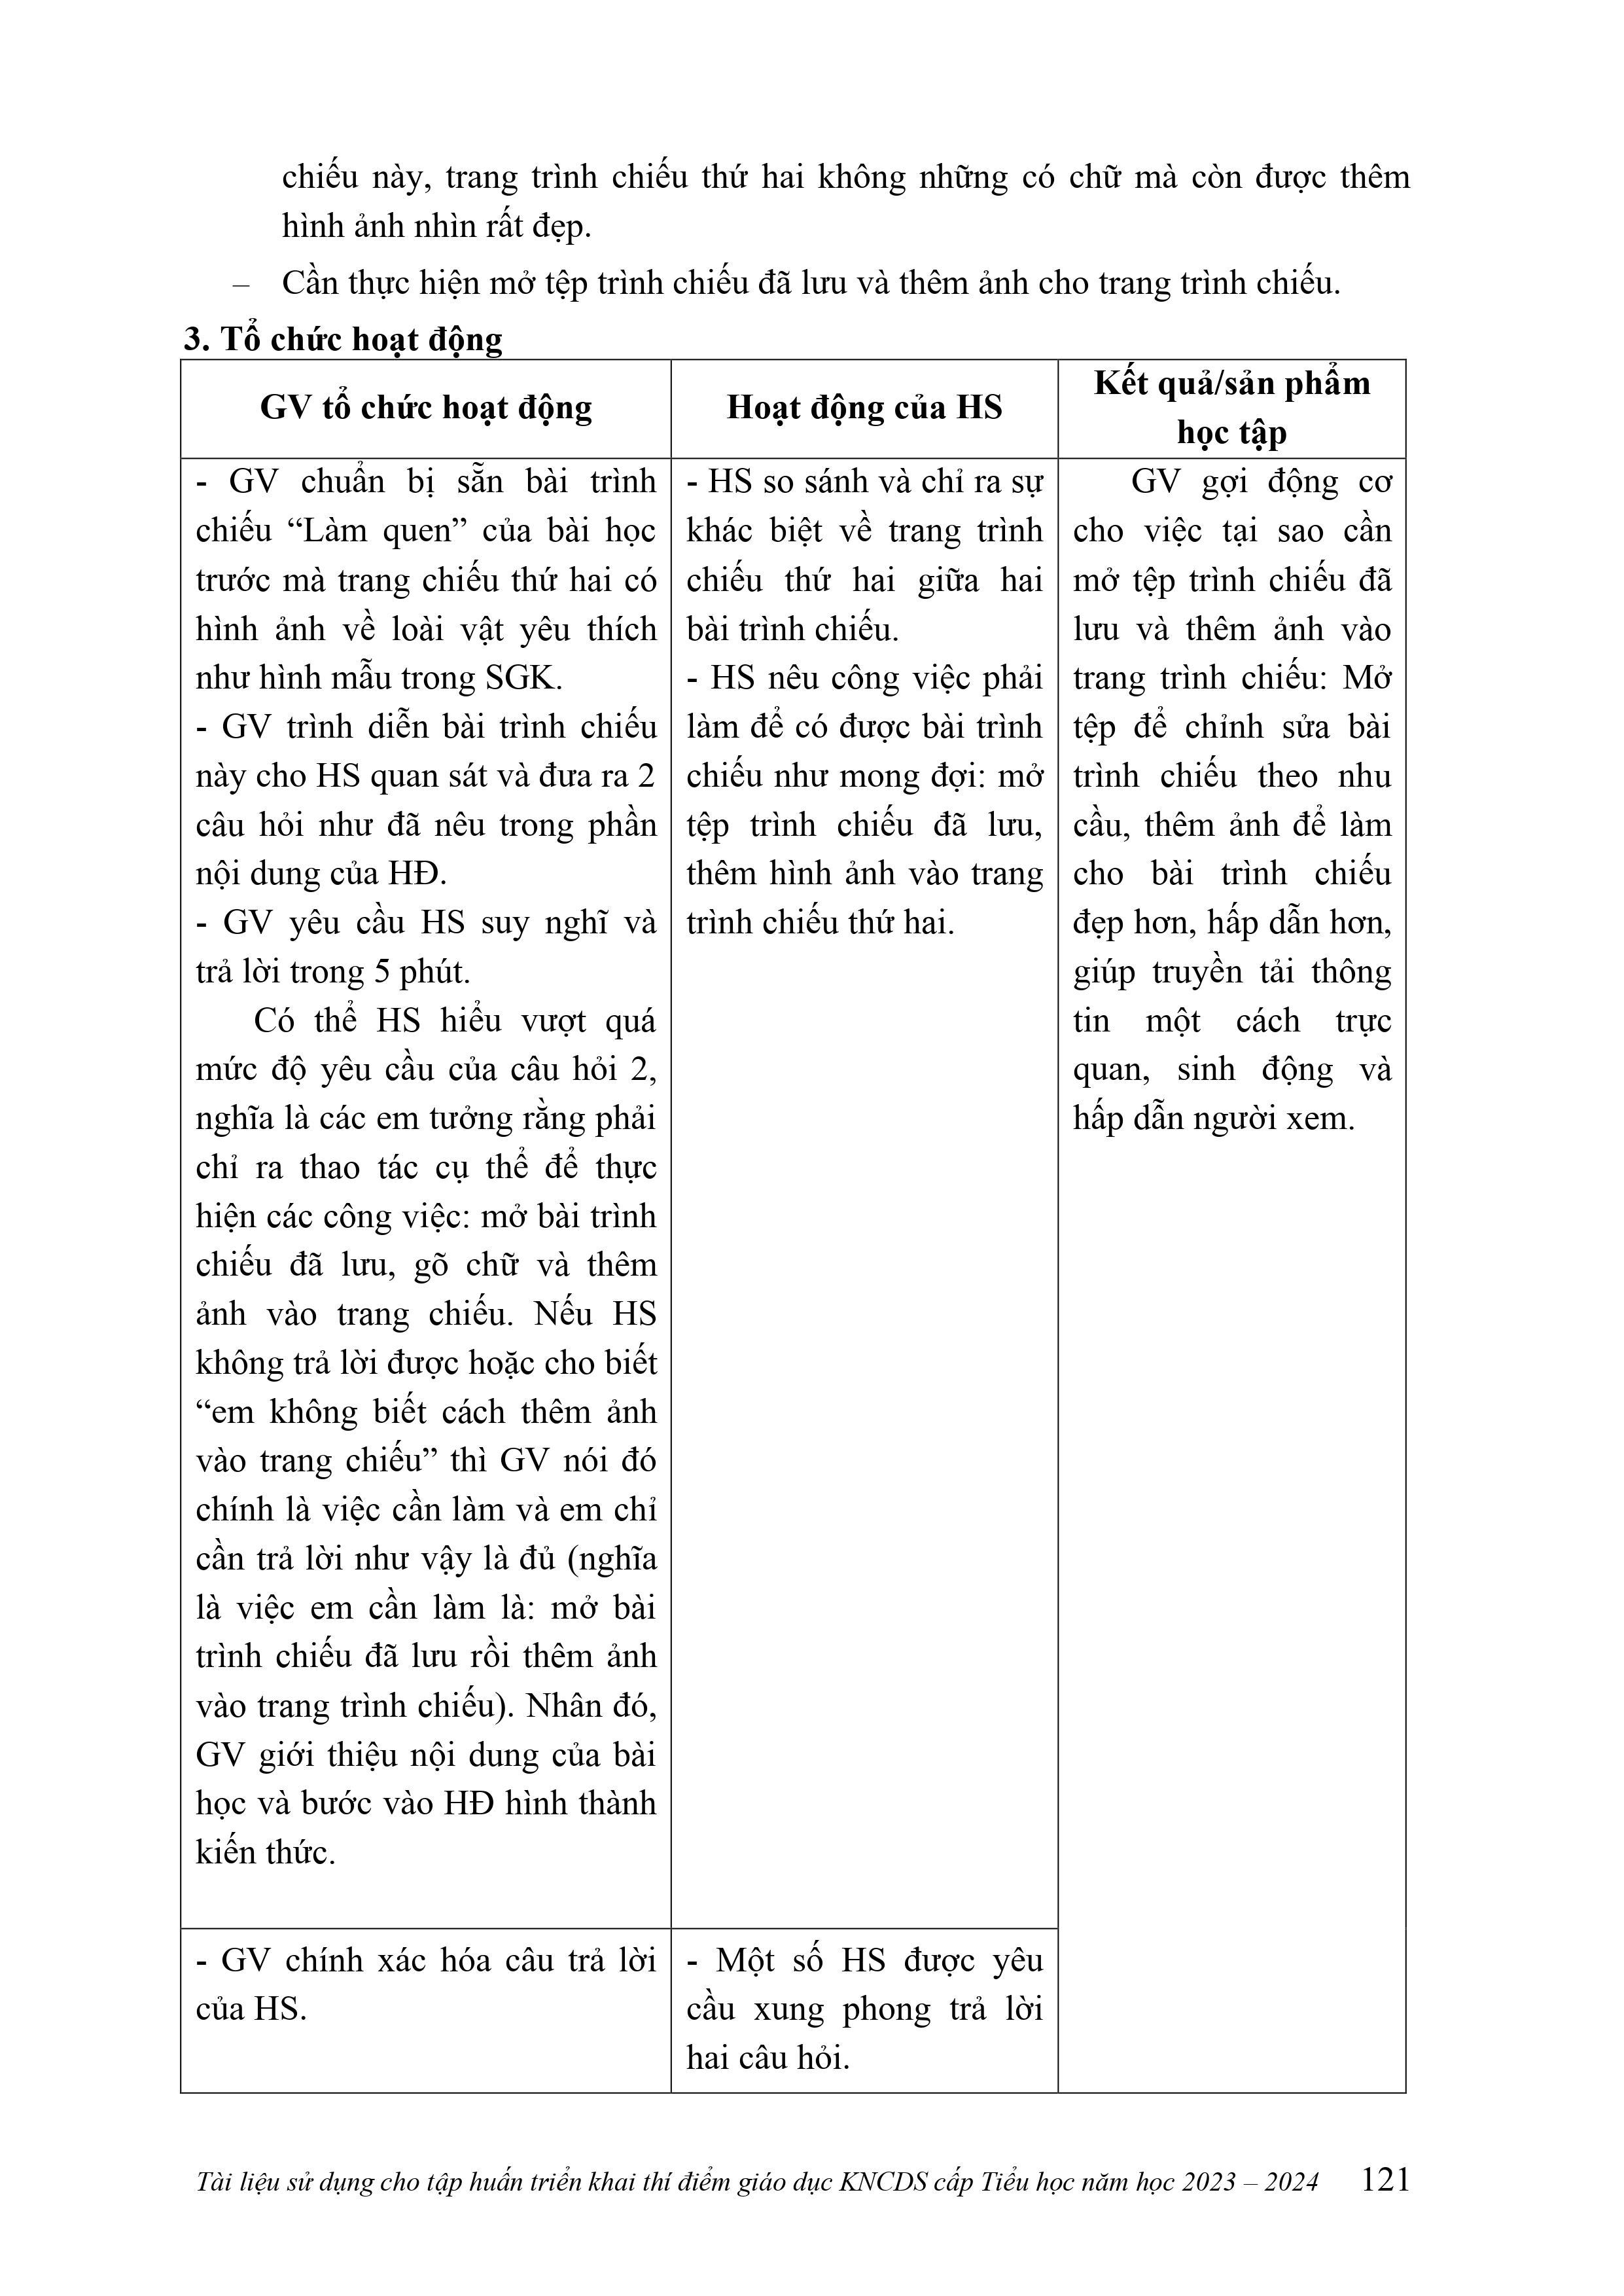 chiếu này, trang trình chiếu thứ hai không những có chữ mà còn được thêm
hình ảnh nhìn rất đẹp.
– Cần thực hiện mở tệp trình chiếu đã lưu và thêm ảnh cho trang trình chiếu.
3. Tổ chức hoạt động
GV tổ chức hoạt động
Hoạt động của HS
Kết quả/sản phẩm
học tập
- GV chuẩn bị sẵn bài trình
chiếu “Làm quen” của bài học
trước mà trang chiếu thứ hai có
hình ảnh về loài vật yêu thích
như hình mẫu trong SGK.
- GV trình diễn bài trình chiếu
này cho HS quan sát và đưa ra 2
câu hỏi như đã nêu trong phần
nội dung của HĐ.
- GV yêu cầu HS suy nghĩ và
trả lời trong 5 phút.
Có thể HS hiểu vượt quá
mức độ yêu cầu của câu hỏi 2,
nghĩa là các em tưởng rằng phải
chỉ ra thao tác cụ thể để thực
hiện các công việc: mở bài trình
chiếu đã lưu, gõ chữ và thêm
ảnh vào trang chiếu. Nếu HS
không trả lời được hoặc cho biết
“em không biết cách thêm ảnh
vào trang chiếu” thì GV nói đó
chính là việc cần làm và em chỉ
cần trả lời như vậy là đủ (nghĩa
là việc em cần làm là: mở bài
trình chiếu đã lưu rồi thêm ảnh
vào trang trình chiếu). Nhân đó,
GV giới thiệu nội dung của bài
học và bước vào HĐ hình thành
kiến thức.
- HS so sánh và chỉ ra sự
khác biệt về trang trình
chiếu thứ hai giữa hai
bài trình chiếu.
- HS nêu công việc phải
làm để có được bài trình
chiếu như mong đợi: mở
tệp trình chiếu đã lưu,
thêm hình ảnh vào trang
trình chiếu thứ hai.
GV gợi động cơ
cho việc tại sao cần
mở tệp trình chiếu đã
lưu và thêm ảnh vào
trang trình chiếu: Mở
tệp để chỉnh sửa bài
trình chiếu theo nhu
cầu, thêm ảnh để làm
cho bài trình chiếu
đẹp hơn, hấp dẫn hơn,
giúp truyền tải thông
tin một cách trực
quan, sinh động và
hấp dẫn người xem.
- GV chính xác hóa câu trả lời
của HS.
- Một số HS được yêu
cầu xung phong trả lời
hai câu hỏi.
Tài liệu sử dụng cho tập huấn triển khai thí điểm giáo dục KNCDS cấp Tiểu học năm học 2023 – 2024 121